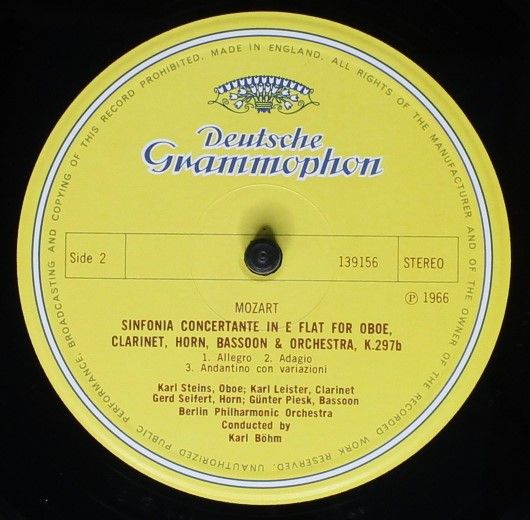 BROADCASTING AND COPYING OF THIS RECORD PROHIBITED. MADE IN ENGLAND. ALL RIGHTS OF THE MANUFACTURER AND OF THE OWNER OF THE RECORDED WORK RESERVED. UNAUTHORIZED PUBLIC PERFORMANCE,
Deutsche
Grammophon
Side 2 139156 STEREO
Ⓟ 1966
MOZART
SINFONIA CONCERTANTE IN E FLAT FOR OBOE,
CLARINET, HORN, BASSOON & ORCHESTRA, K.297b
1. Allegro 2. Adagio
3. Andantino con variazioni
Karl Steins, Oboe; Karl Leister, Clarinet
Gerd Seifert, Horn; Günter Piesk, Bassoon
Berlin Philharmonic Orchestra
Conducted by
Karl Böhm